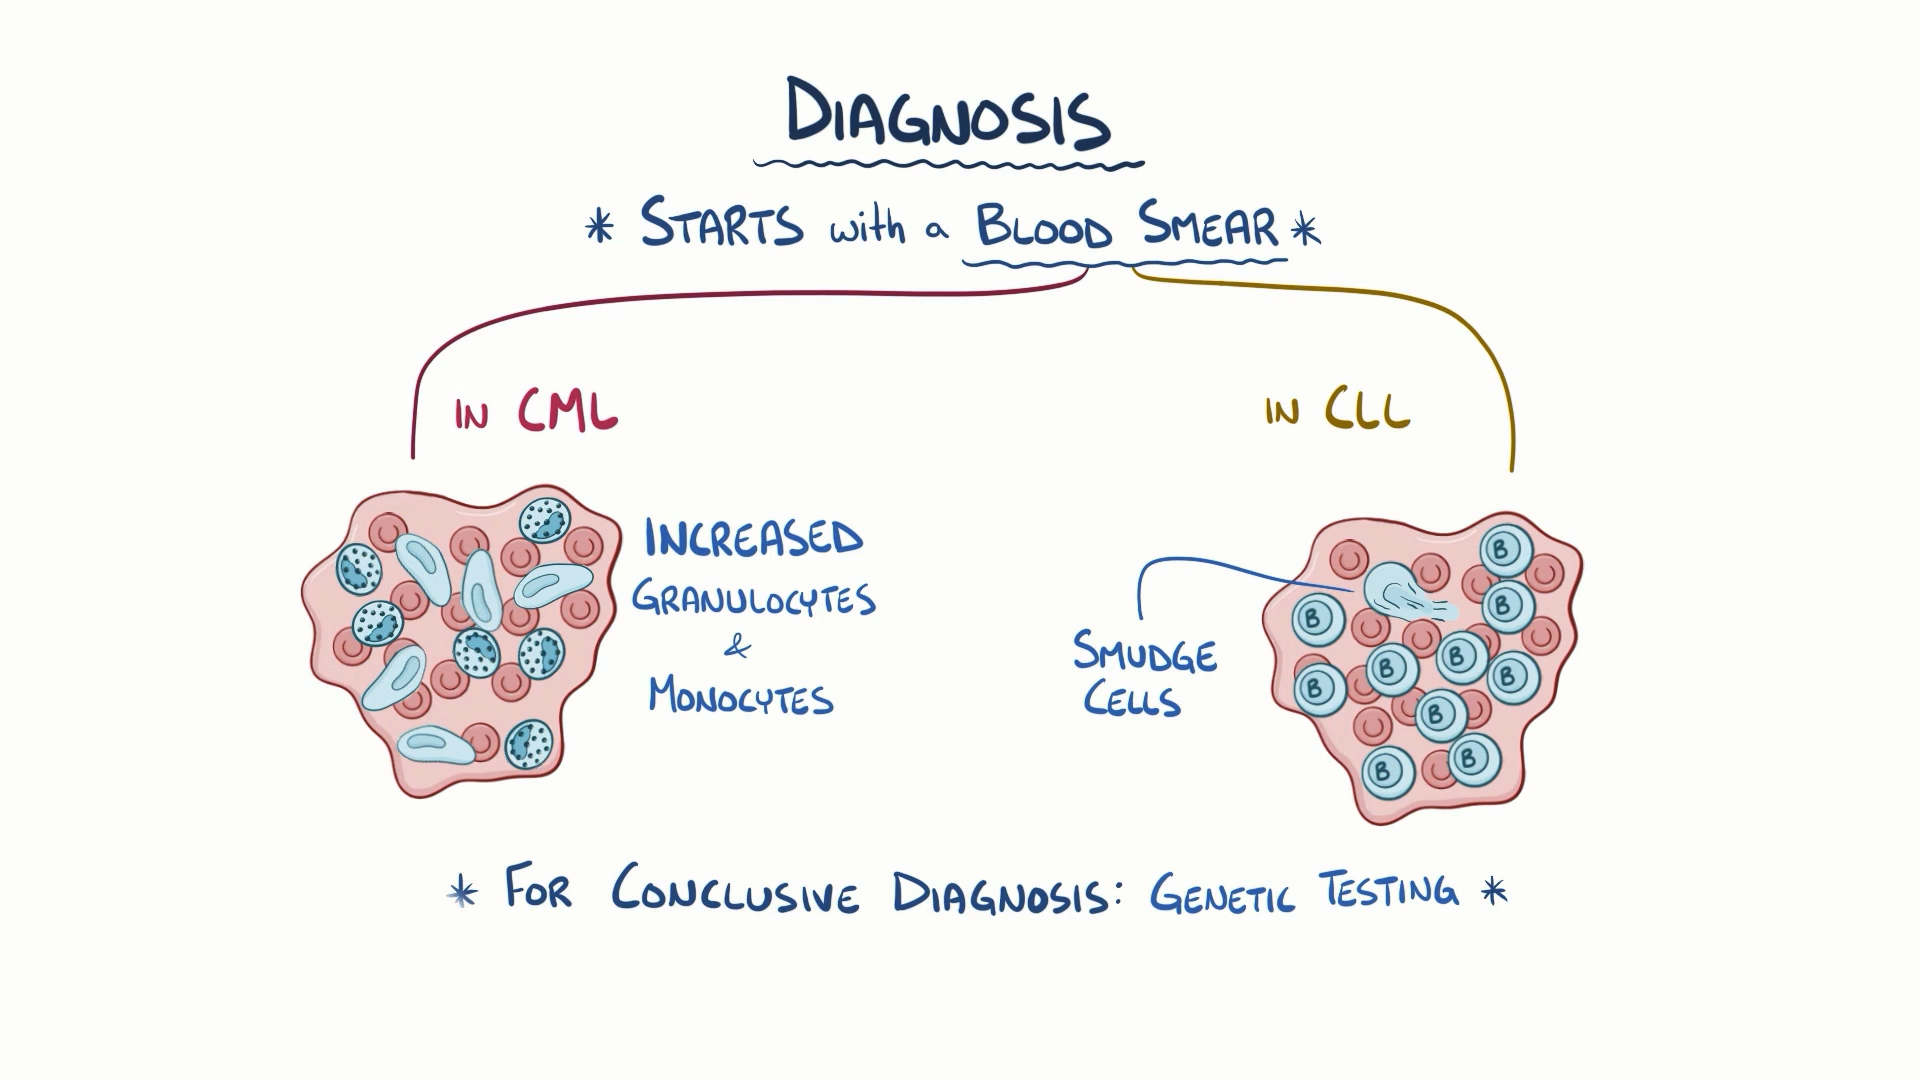 DIAGNOSIS
* STARTS with a BLOOD SMEAR *
IN CML
IN CLL
INCREASED
GRANULOCYTES
&
MONOCYTES
SMUDGE
CELLS
B
B
B
B
B
B
B
B
B
B
* FOR CONCLUSIVE DIAGNOSIS: GENETIC TESTING *